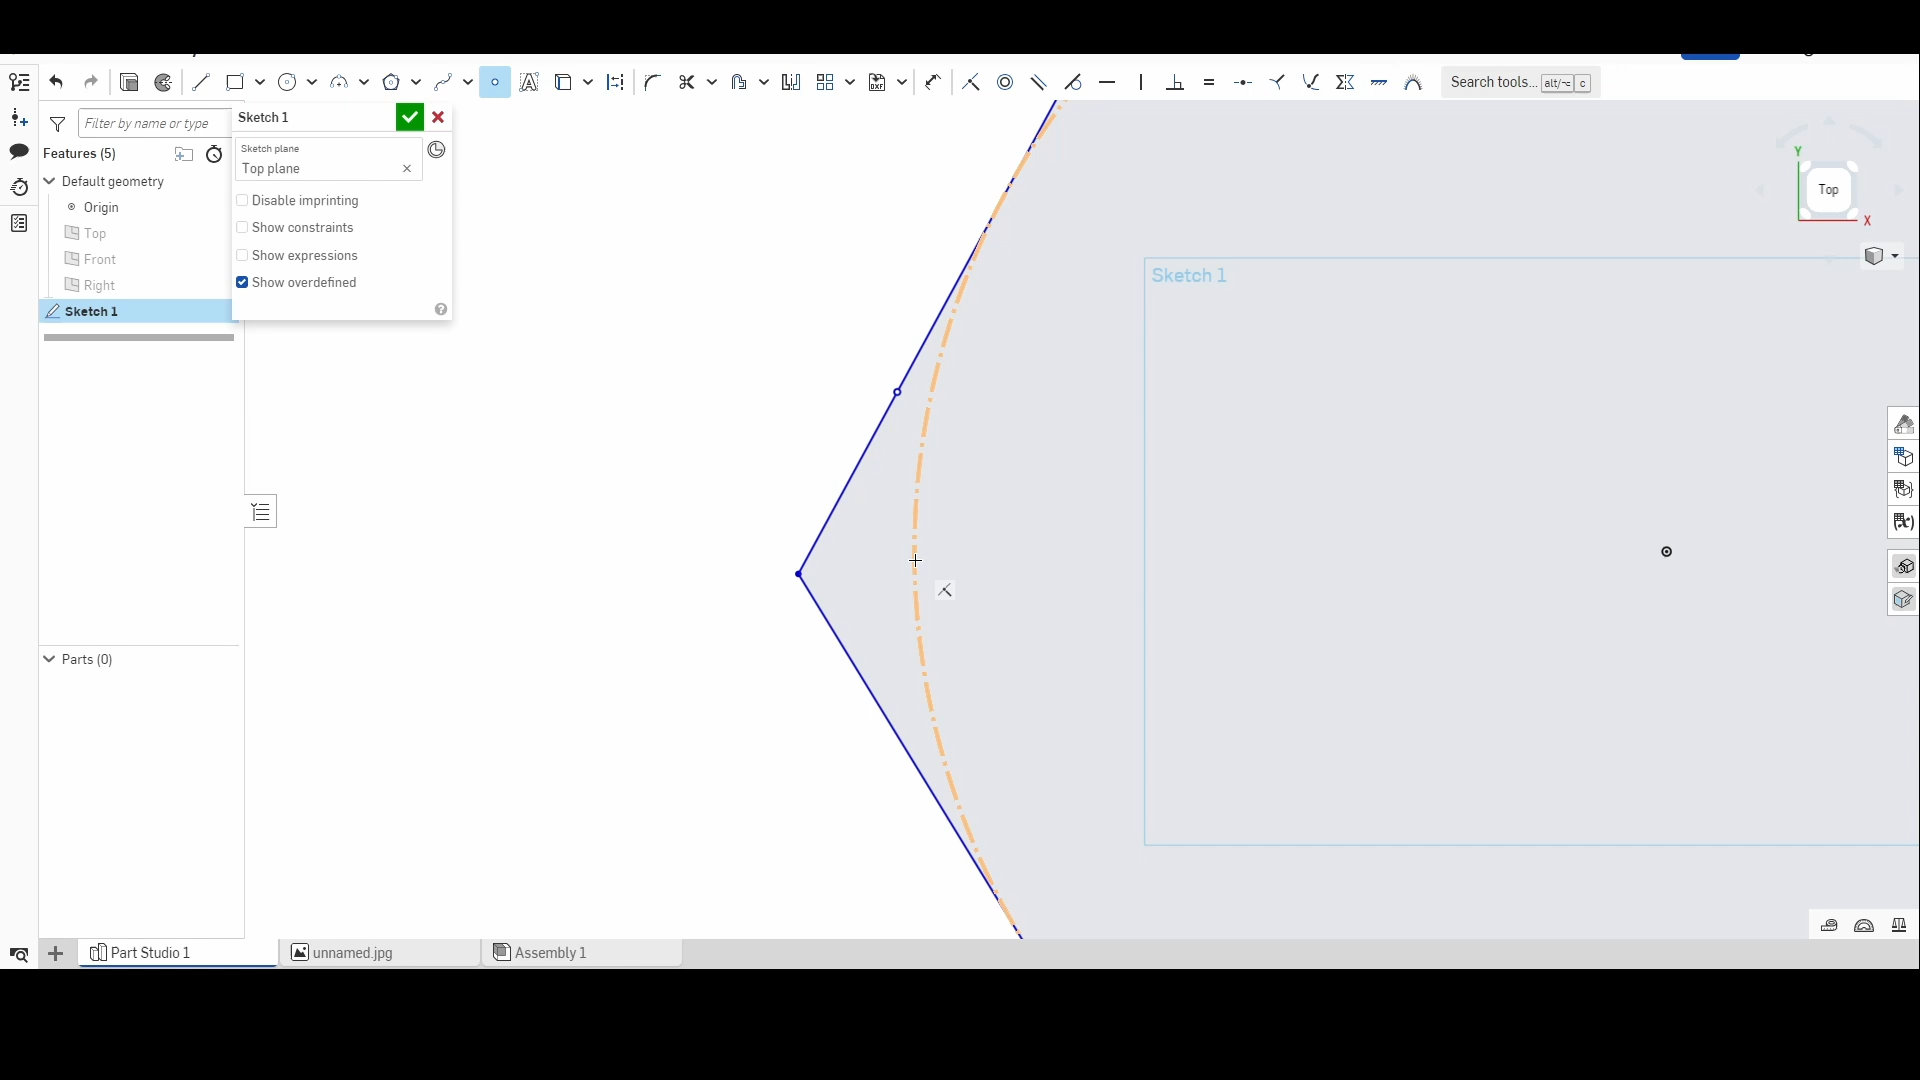 Search tools... alt/⌥ c
Filter by name or type
Sketch 1
Sketch plane
Top plane
Features (5)
Default geometry
Origin
Top
Front
Right
Sketch 1
Disable imprinting
Show constraints
Show expressions
Show overdefined
Parts (0)
Sketch 1
Y
Top
X
Part Studio 1
unnamed.jpg
Assembly 1